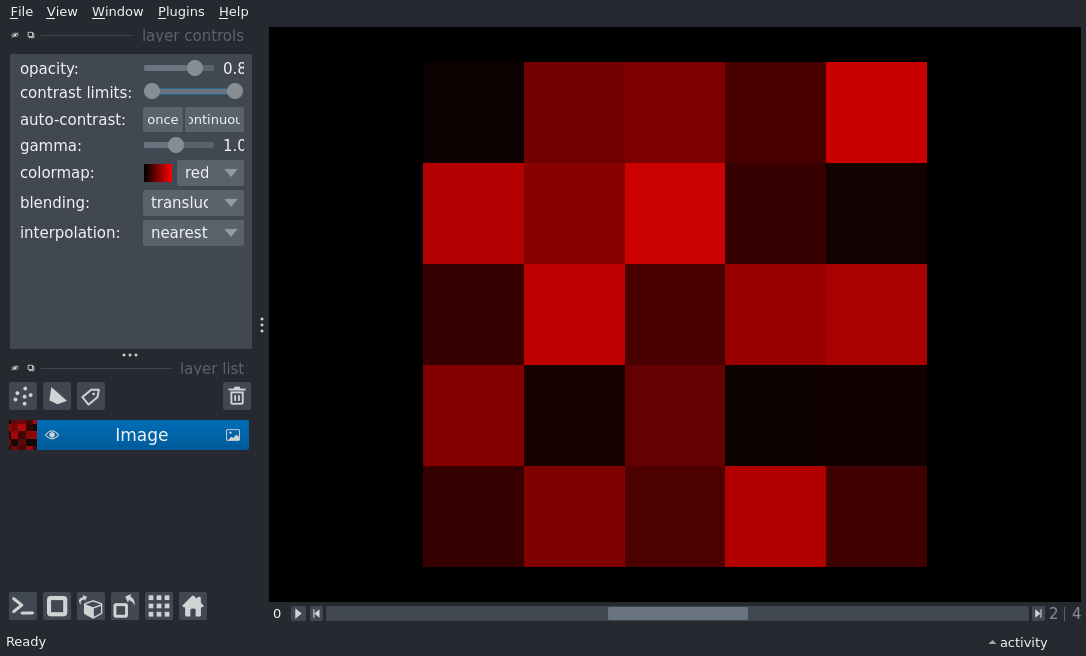 File View Window Plugins Help
layer controls
opacity: 0.8
contrast limits:
auto-contrast: once ontinuou
gamma: 1.0
colormap: red
blending: transluc
interpolation: nearest
layer list
Image
0 2 | 4
Ready activity